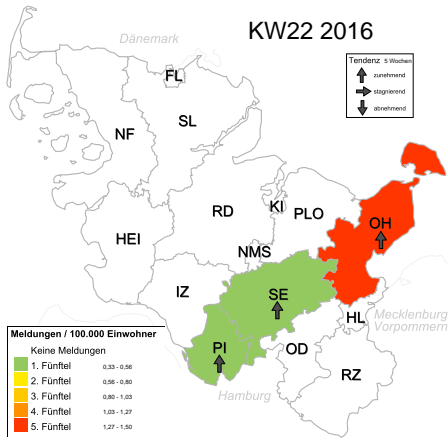 KW22 2016
Dänemark
Tendenz 5 Wochen
zunehmend
stagnierend
abnehmend
FL
SL
NF
RD
KI
PLO
OH
HEI
NMS
IZ
SE
HL
Mecklenburg
Vorpommern
PI
OD
RZ
Hamburg
Meldungen / 100.000 Einwohner
Keine Meldungen
1. Fünftel 0,33 - 0,56
2. Fünftel 0,56 - 0,80
3. Fünftel 0,80 - 1,03
4. Fünftel 1,03 - 1,27
5. Fünftel 1,27 - 1,50